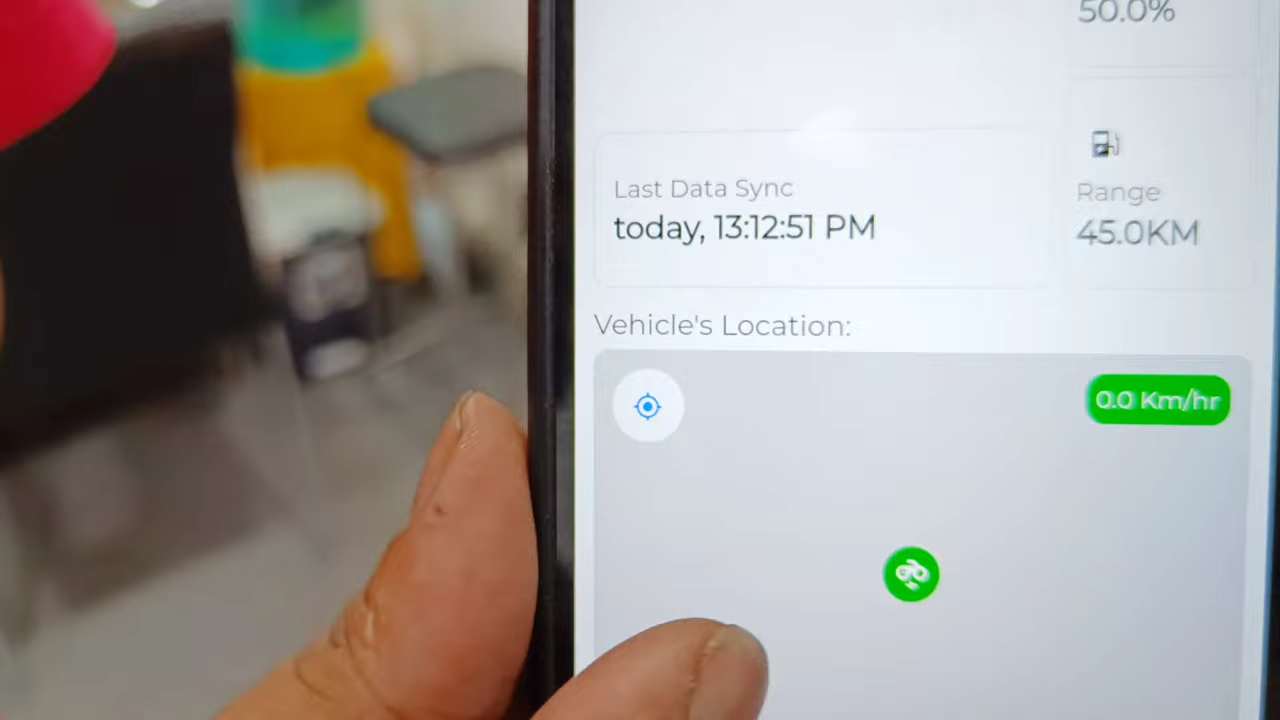 50.0%
Last Data Sync
today, 13:12:51 PM
Range
45.0KM
Vehicle's Location:
0.0 Km/hr